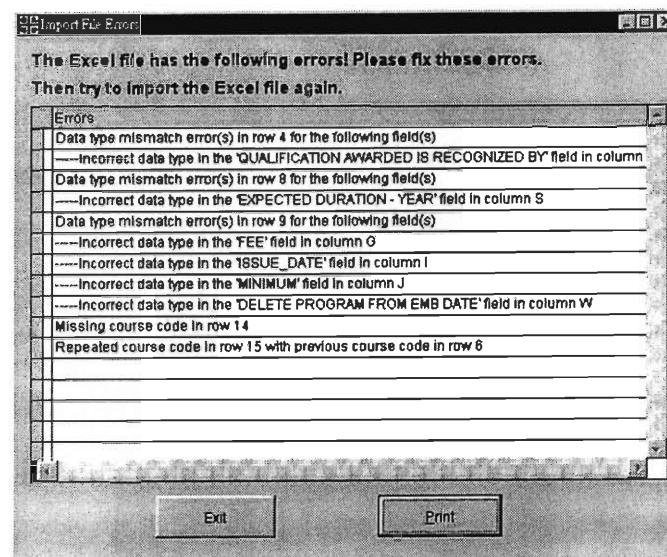 Import File Errors
The Excel file has the following errors! Please fix these errors.
Then try to import the Excel file again.
Errors
Data type mismatch error(s) in row 4 for the following field(s)
----Incorrect data type in the 'QUALIFICATION AWARDED IS RECOGNIZED BY' field in column
Data type mismatch error(s) in row 8 for the following field(s)
----Incorrect data type in the 'EXPECTED DURATION - YEAR' field in column S
Data type mismatch error(s) in row 9 for the following field(s)
----Incorrect data type in the 'FEE' field in column G
----Incorrect data type in the 'ISSUE_DATE' field in column I
----Incorrect data type in the 'MINIMUM' field in column J
----Incorrect data type in the 'DELETE PROGRAM FROM EMB DATE' field in column W
Missing course code in row 14
Repeated course code in row 15 with previous course code in row 6
Exit
Print